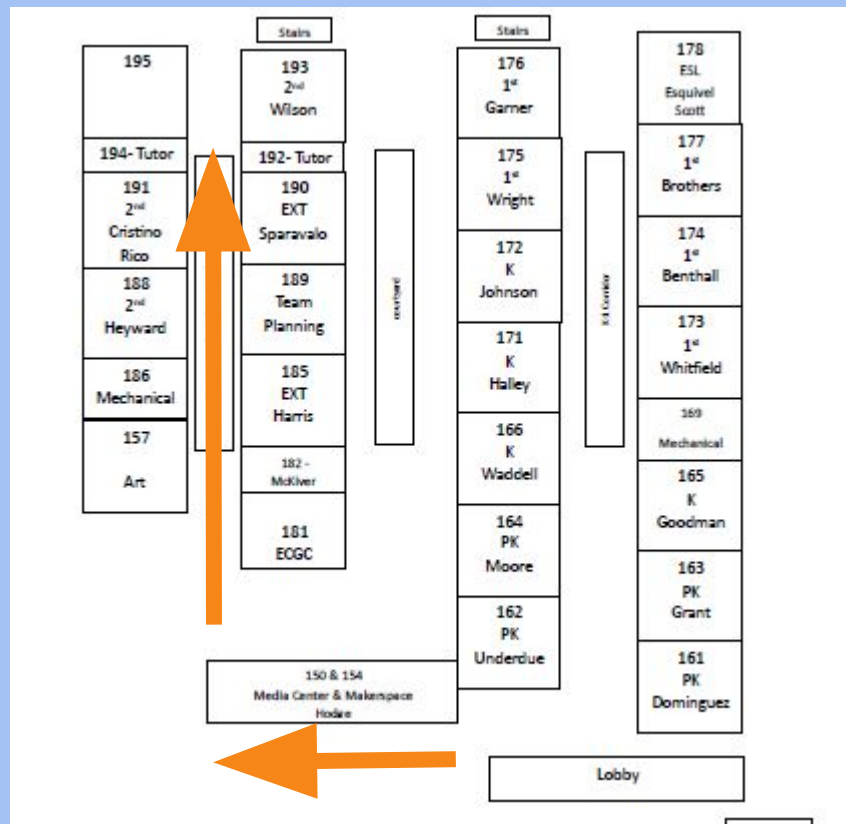 195
194- Tutor
191
2nd
Cristino
Rico
188
2nd
Heyward
186
Mechanical
157
Art
Stairs
193
2nd
Wilson
192- Tutor
190
EXT
Sparavalo
189
Team
Planning
185
EXT
Harris
182 -
McKiver
181
ECGC
courtyard
Stairs
176
1st
Garner
175
1st
Wright
172
K
Johnson
171
K
Halley
166
K
Waddell
164
PK
Moore
162
PK
Underdue
Corridor
178
ESL
Esquivel
Scott
177
1st
Brothers
174
1st
Benthall
173
1st
Whitfield
169
Mechanical
165
K
Goodman
163
PK
Grant
161
PK
Dominguez
150 & 154
Media Center & Makerspace
Lobby